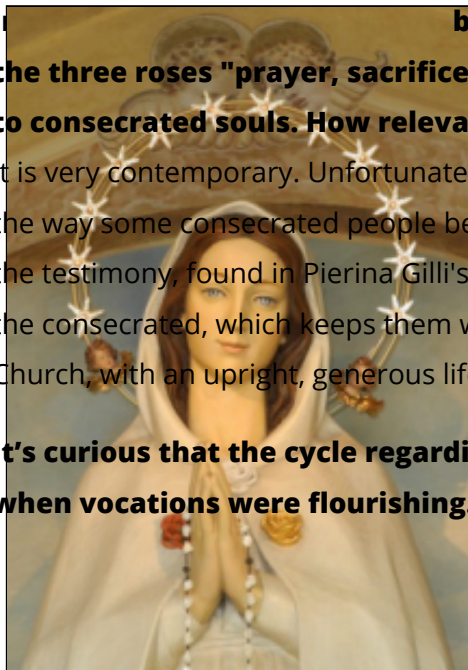 the three roses "prayer, sacrifice
to consecrated souls. How releva
t is very contemporary. Unfortunate
the way some consecrated people be
the testimony, found in Pierina Gilli's
the consecrated, which keeps them w
Church, with an upright, generous lif
t's curious that the cycle regardi
when vocations were flourishing.